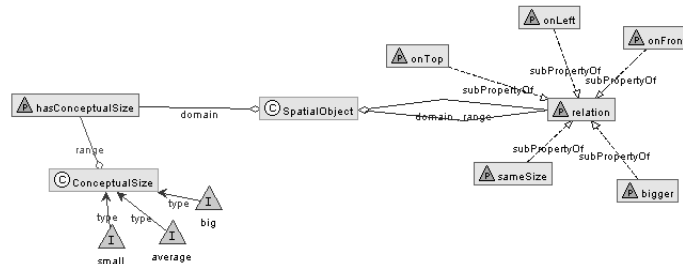 P onLeft
P onTop
P onFront
subPropertyOf
subPropertyOf
subPropertyOf
P hasConceptualSize
domain
C SpatialObject
domain range
P relation
range
subPropertyOf
subPropertyOf
C ConceptualSize
P sameSize
P bigger
type
type
type
I
big
I
small
I
average